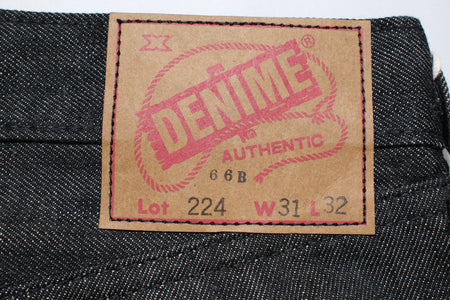 DENIME®
AUTHENTIC
66B
Lot 224 W31 L32